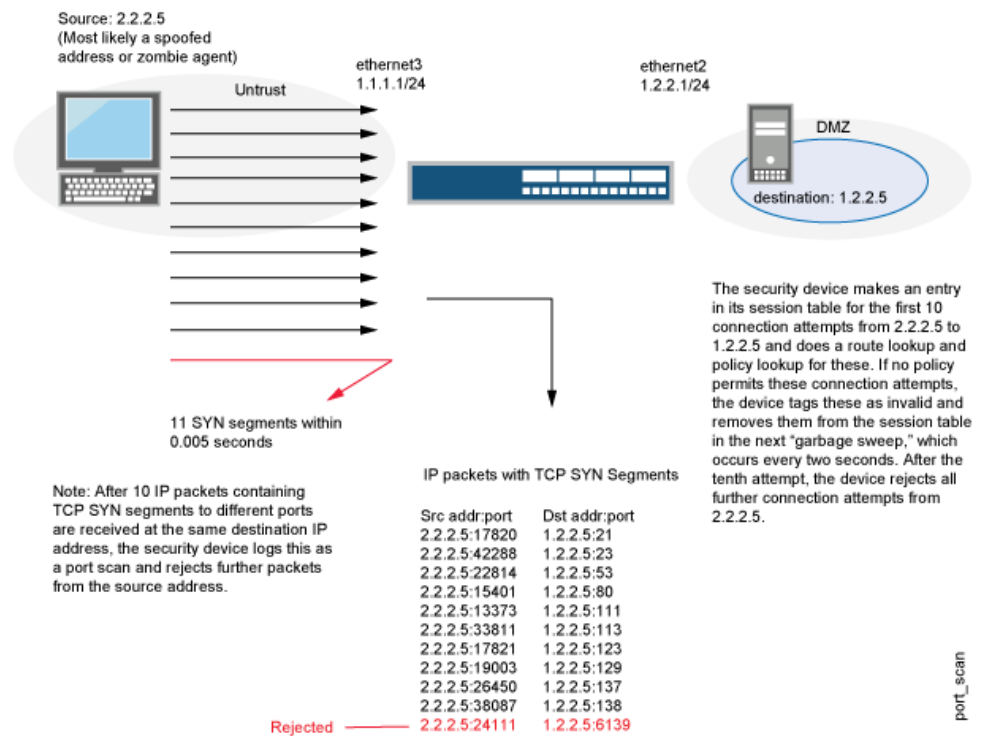 Source: 2.2.2.5
(Most likely a spoofed
address or zombie agent)
Untrust
ethernet3
1.1.1.1/24
ethernet2
1.2.2.1/24
DMZ
destination: 1.2.2.5
11 SYN segments within
0.005 seconds
Note: After 10 IP packets containing
TCP SYN segments to different ports
are received at the same destination IP
address, the security device logs this as
a port scan and rejects further packets
from the source address.
The security device makes an entry
in its session table for the first 10
connection attempts from 2.2.2.5 to
1.2.2.5 and does a route lookup and
policy lookup for these. If no policy
permits these connection attempts,
the device tags these as invalid and
removes them from the session table
in the next “garbage sweep,” which
occurs every two seconds. After the
tenth attempt, the device rejects all
further connection attempts from
2.2.2.5.
IP packets with TCP SYN Segments
Src addr:port Dst addr:port
2.2.2.5:17820 1.2.2.5:21
2.2.2.5:42288 1.2.2.5:23
2.2.2.5:22814 1.2.2.5:53
2.2.2.5:15401 1.2.2.5:80
2.2.2.5:13373 1.2.2.5:111
2.2.2.5:33811 1.2.2.5:113
2.2.2.5:17821 1.2.2.5:123
2.2.2.5:19003 1.2.2.5:129
2.2.2.5:26450 1.2.2.5:137
2.2.2.5:38087 1.2.2.5:138
Rejected 2.2.2.5:24111 1.2.2.5:6139
port_scan